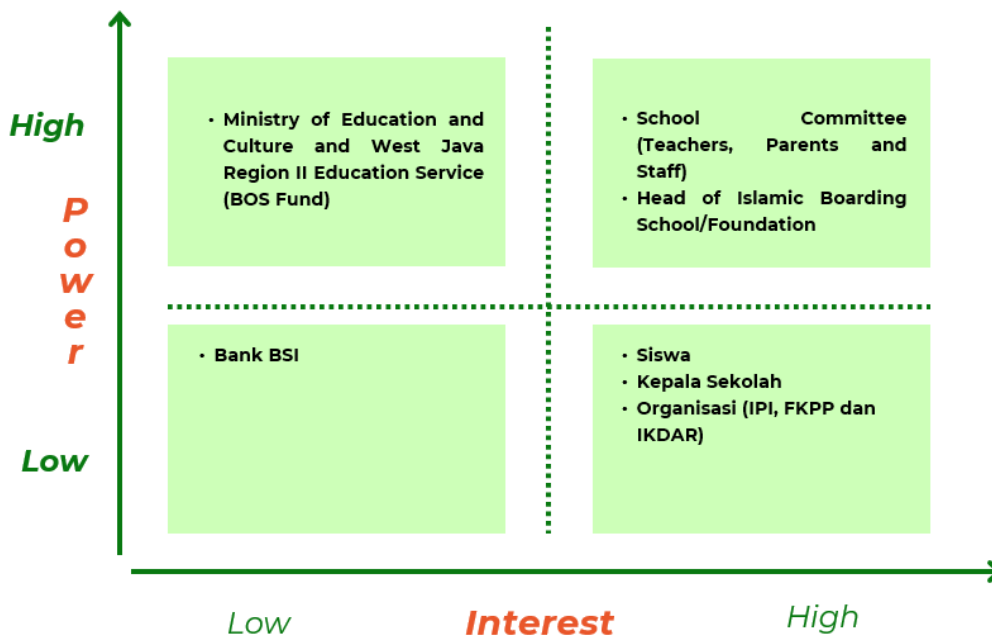 High
Power
Low
• Ministry of Education and
Culture and West Java
Region II Education Service
(BOS Fund)
• School Committee
(Teachers, Parents and
Staff)
• Head of Islamic Boarding
School/Foundation
• Bank BSI
• Siswa
• Kepala Sekolah
• Organisasi (IPI, FKPP dan
IKDAR)
Low
Interest
High